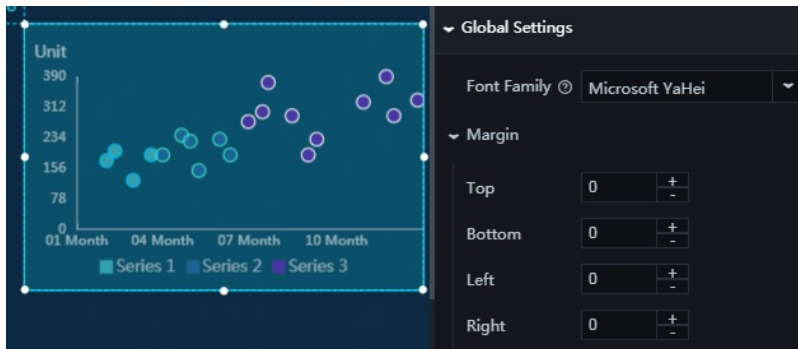 Unit
390
312
234
156
78
0
01 Month 04 Month 07 Month 10 Month
Series 1 Series 2 Series 3
Global Settings
Font Family ? Microsoft YaHei
Margin
Top 0 + -
Bottom 0 + -
Left 0 + -
Right 0 + -